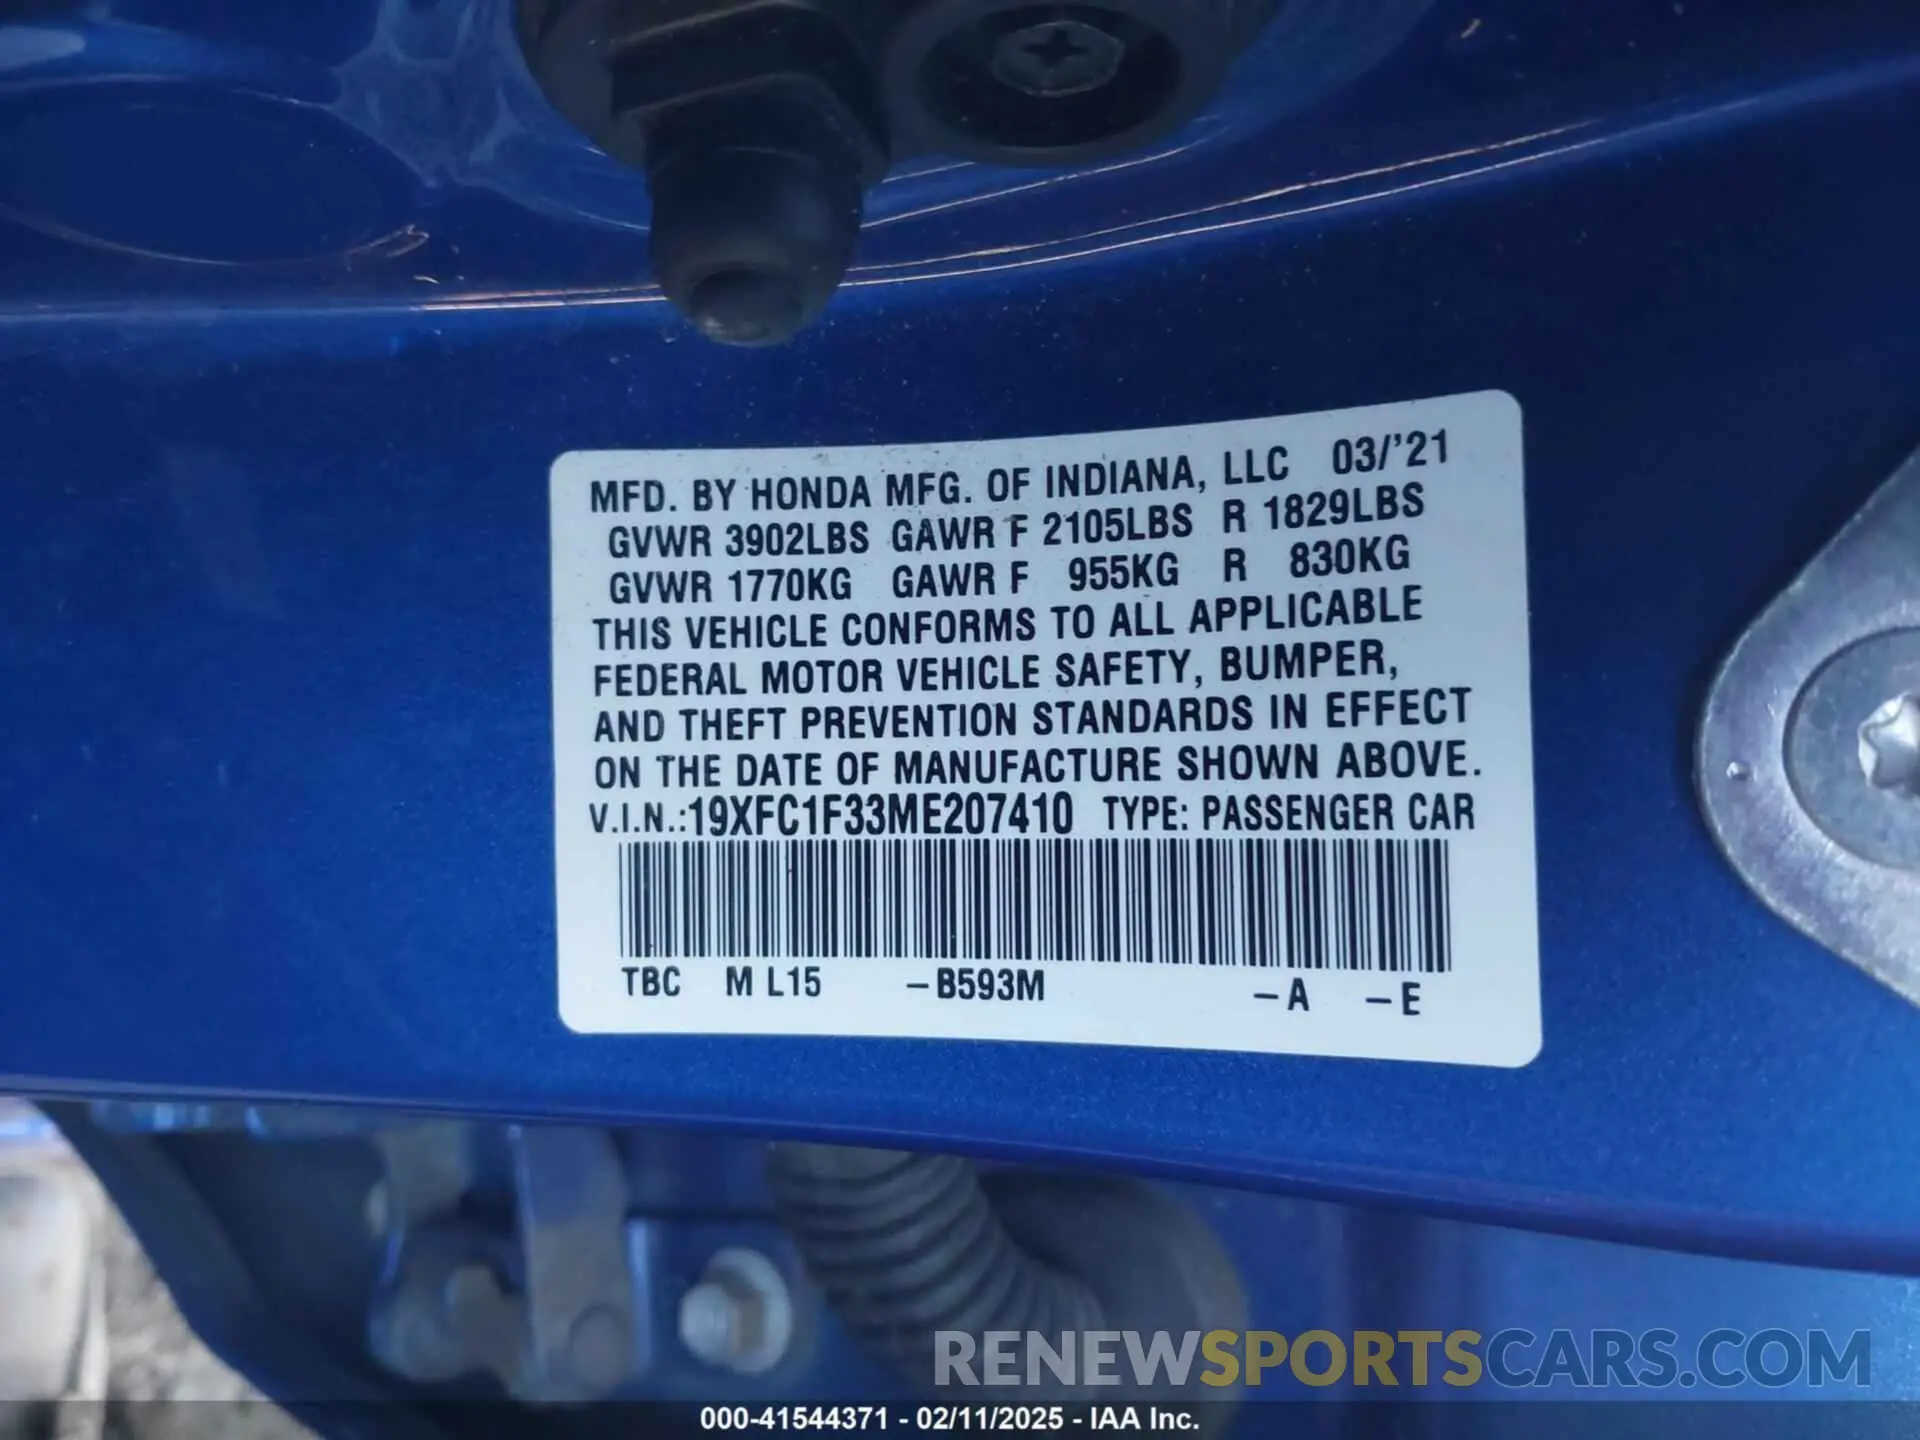 MFD. BY HONDA MFG. OF INDIANA, LLC 03/'21
GVWR 3902LBS GAWR F 2105LBS R 1829LBS
GVWR 1770KG GAWR F 955KG R 830KG
THIS VEHICLE CONFORMS TO ALL APPLICABLE
FEDERAL MOTOR VEHICLE SAFETY, BUMPER,
AND THEFT PREVENTION STANDARDS IN EFFECT
ON THE DATE OF MANUFACTURE SHOWN ABOVE.
V.I.N.:19XFC1F33ME207410 TYPE: PASSENGER CAR
TBC M L15 -B593M -A -E
RENEWSPORTSCARS.COM
000-41544371 - 02/11/2025 - IAA Inc.